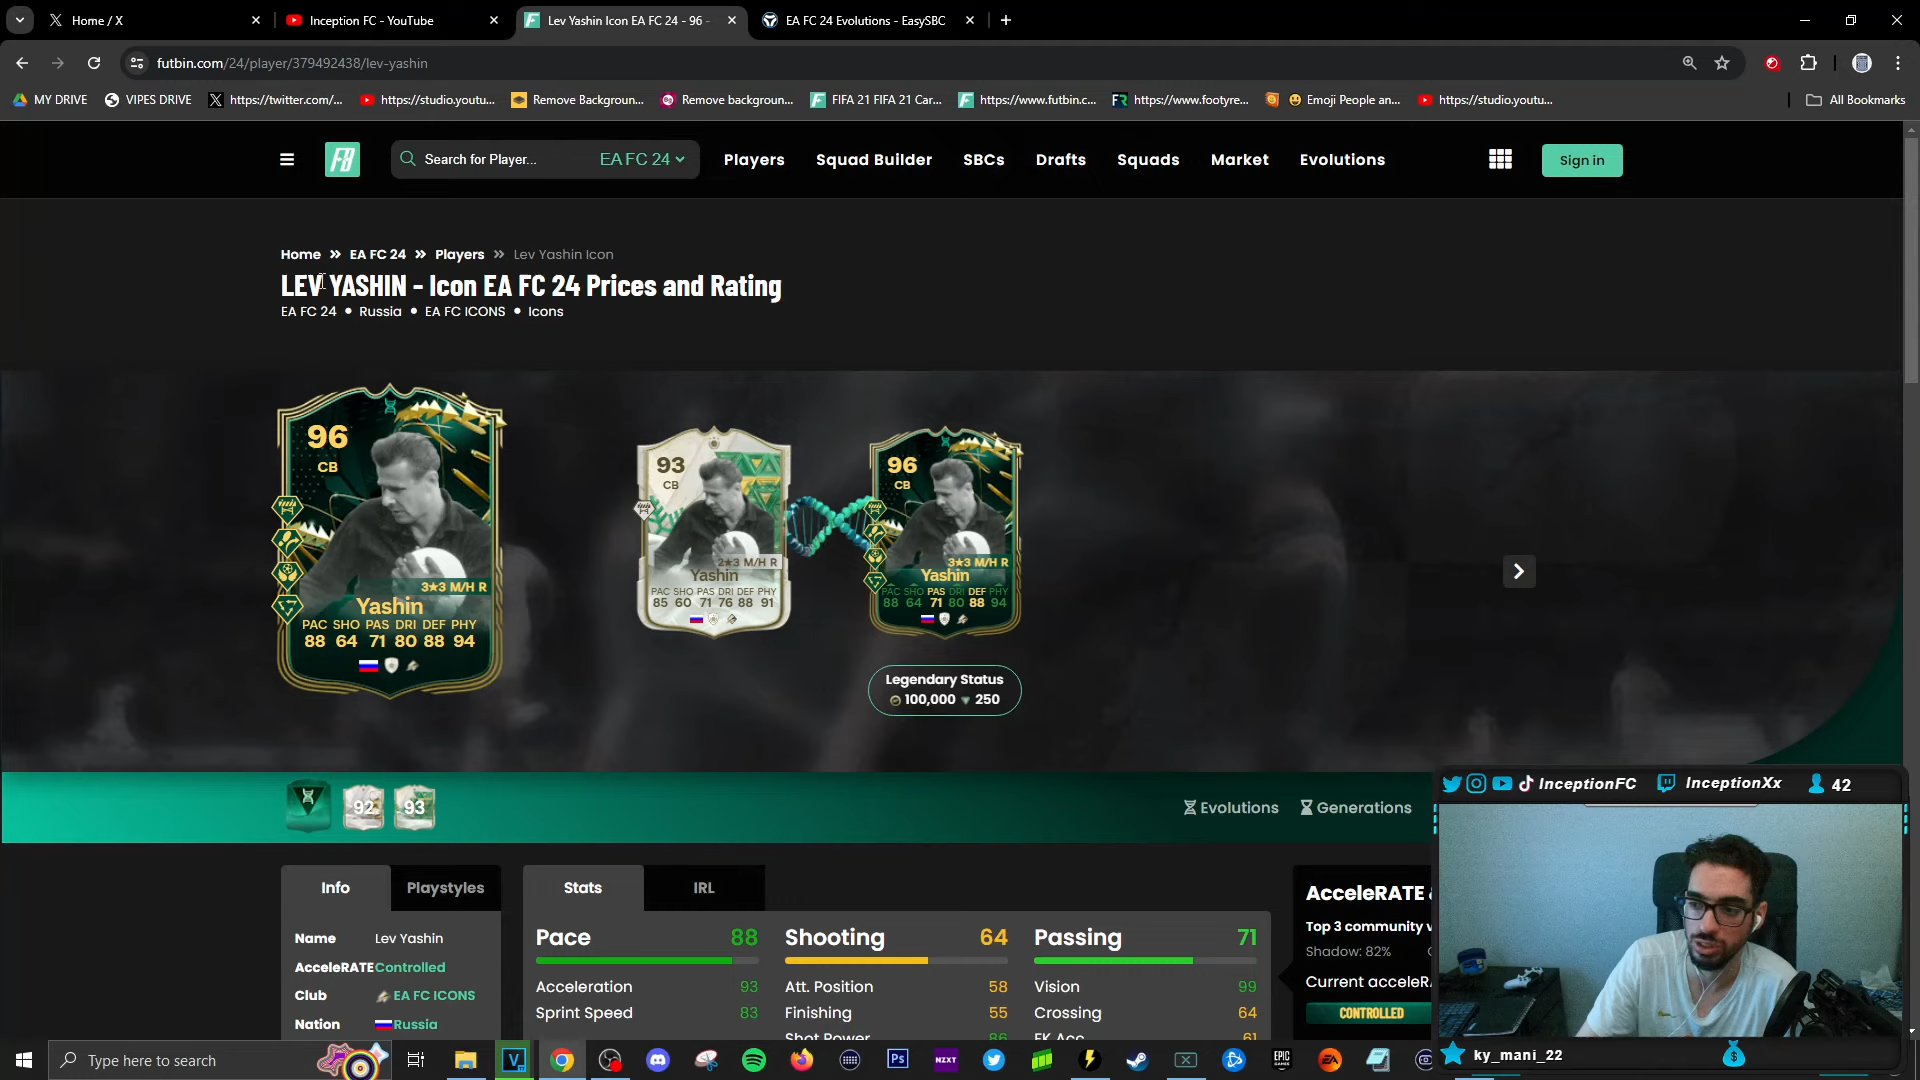 Home / X
Inception FC - YouTube
Lev Yashin Icon EA FC 24 - 96 -
EA FC 24 Evolutions - EasySBC
futbin.com/24/player/379492438/lev-yashin
MY DRIVE
VIPES DRIVE
https://twitter.com/...
https://studio.youtu...
Remove Backgroun...
Remove backgroun...
FIFA 21 FIFA 21 Car...
https://www.futbin.c...
https://www.footyre...
Emoji People an...
https://studio.youtu...
All Bookmarks
Search for Player...
EA FC 24
Players
Squad Builder
SBCs
Drafts
Squads
Market
Evolutions
Sign in
Home » EA FC 24 » Players » Lev Yashin Icon
LEV YASHIN - Icon EA FC 24 Prices and Rating
EA FC 24 • Russia • EA FC ICONS • Icons
96
CB
3★3 M/H R
Yashin
PAC SHO PAS DRI DEF PHY
88 64 71 80 88 94
93
CB
2★3 M/H R
Yashin
PAC SHO PAS DRI DEF PHY
85 60 71 76 88 91
96
CB
3★3 M/H R
Yashin
PAC SHO PAS DRI DEF PHY
88 64 71 80 88 94
Legendary Status
100,000 250
92
93
Evolutions
Generations
Info
Playstyles
Name Lev Yashin
AcceleRATE Controlled
Club EA FC ICONS
Nation Russia
Stats
IRL
Pace 88
Acceleration 93
Sprint Speed 83
Shooting 64
Att. Position 58
Finishing 55
Shot Power 86
Passing 71
Vision 99
Crossing 64
FK Acc. 61
AcceleRATE
Top 3 community
Shadow: 82%
Current acceleR
CONTROLLED
InceptionFC
InceptionXx
42
ky_mani_22
Type here to search
Ps
NZXT
EPIC GAMES
EA